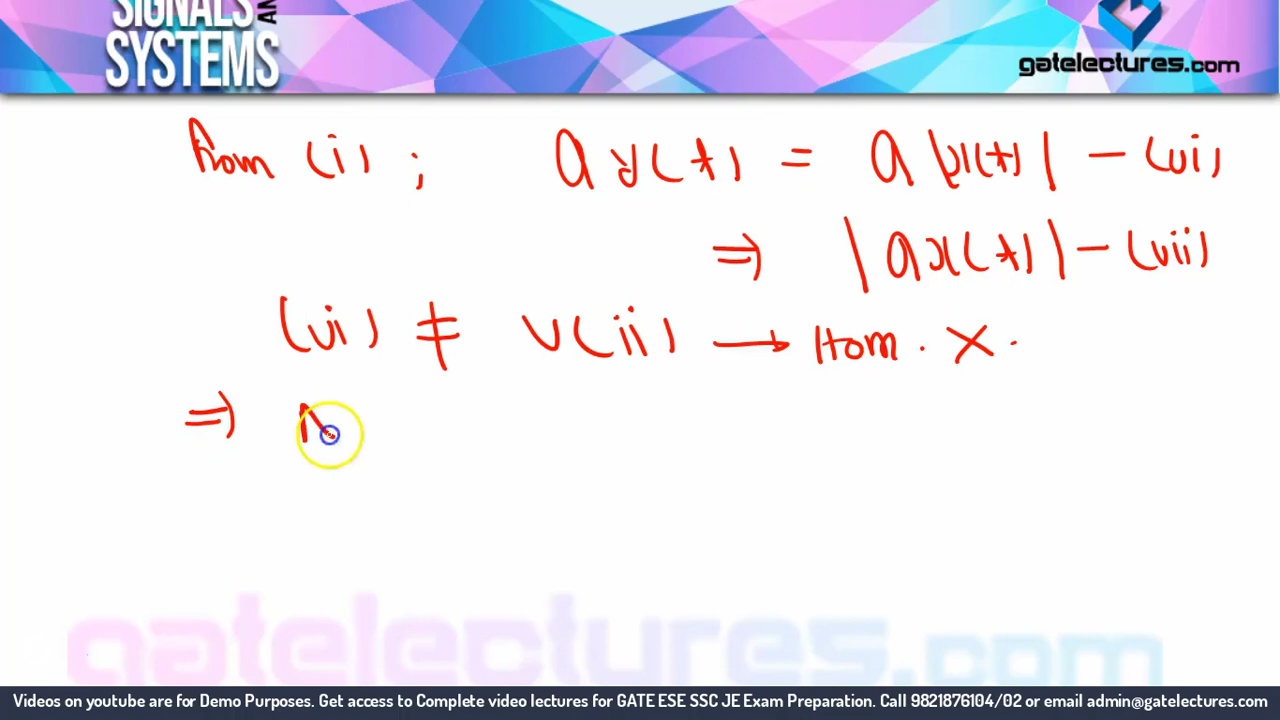 SIGNALS AND
SYSTEMS
gatelectures.com
from (i) ; a y(t) = a |x(t)| - (vi)
⇒ |a x(t)| - (vii)
(vi) ≠ v(ii) → Hom. X.
⇒
gatelectures.com
Videos on youtube are for Demo Purposes. Get access to Complete video lectures for GATE ESE SSC JE Exam Preparation. Call 9821876104/02 or email admin@gatelectures.com